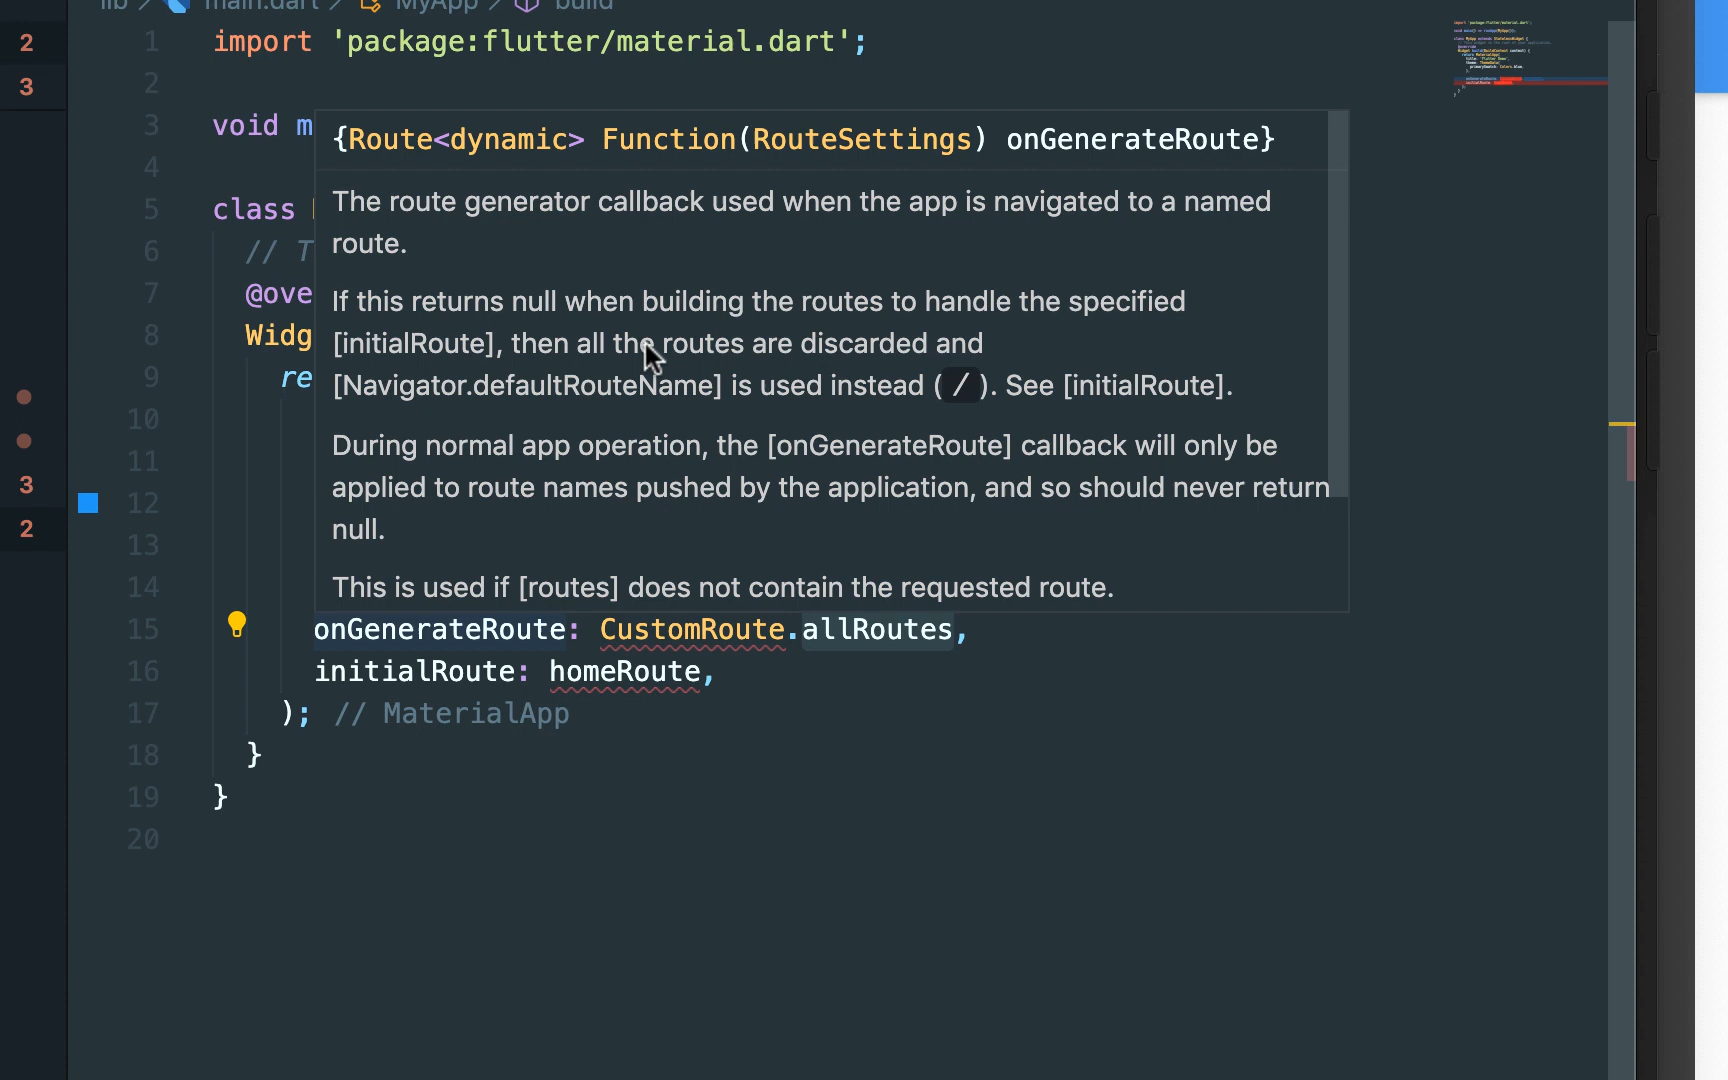 lib / main.dart / MyApp / build
2
3
1 import 'package:flutter/material.dart';
2
3 void m
4
5 class
6 // T
7 @ove
8 Widg
9 re
10
11
12
13
14
{Route<dynamic> Function(RouteSettings) onGenerateRoute}
The route generator callback used when the app is navigated to a named
route.
If this returns null when building the routes to handle the specified
[initialRoute], then all the routes are discarded and
[Navigator.defaultRouteName] is used instead ( / ). See [initialRoute].
During normal app operation, the [onGenerateRoute] callback will only be
applied to route names pushed by the application, and so should never return
null.
This is used if [routes] does not contain the requested route.
3
2
15 onGenerateRoute: CustomRoute.allRoutes,
16 initialRoute: homeRoute,
17 ); // MaterialApp
18 }
19 }
20